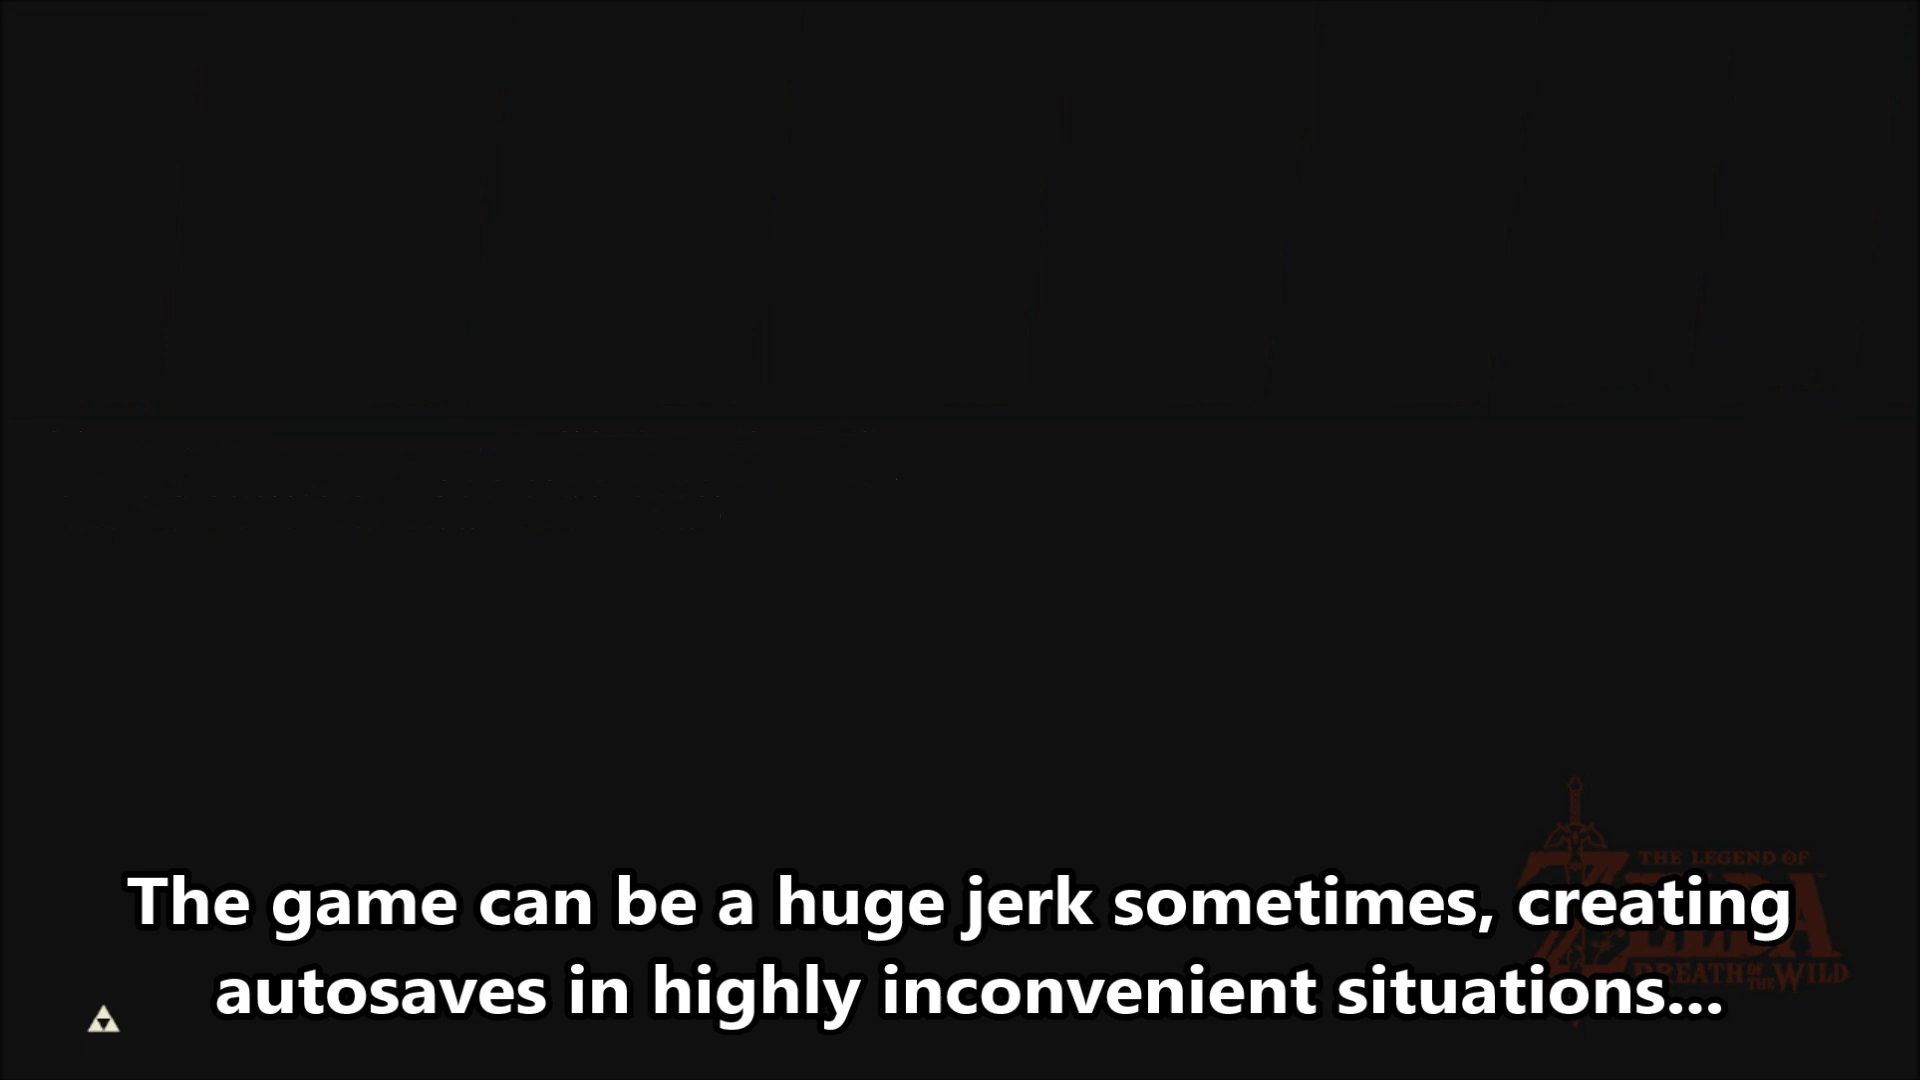 THE LEGEND OF
ZELDA
BREATH OF THE WILD
The game can be a huge jerk sometimes, creating
autosaves in highly inconvenient situations...